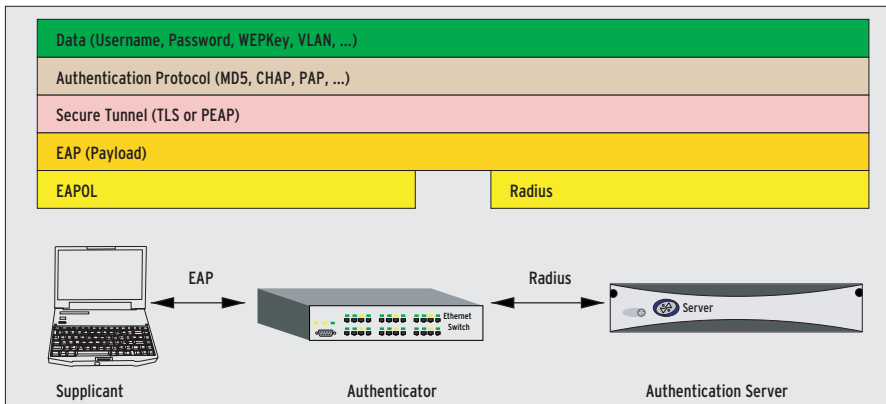 Data (Username, Password, WEPKey, VLAN, ...)
Authentication Protocol (MD5, CHAP, PAP, ...)
Secure Tunnel (TLS or PEAP)
EAP (Payload)
EAPOL
Radius
EAP
Radius
Ethernet
Switch
Server
Supplicant
Authenticator
Authentication Server